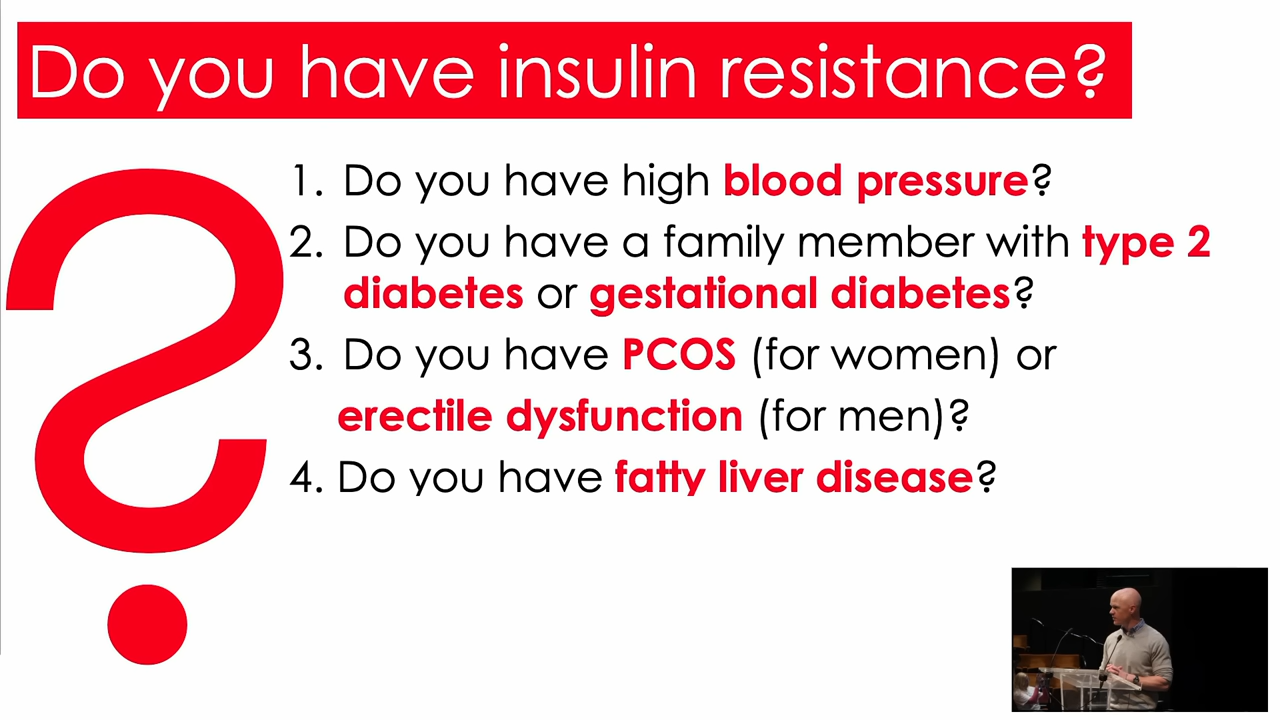 Do you have insulin resistance?
1. Do you have high blood pressure?
2. Do you have a family member with type 2
diabetes or gestational diabetes?
3. Do you have PCOS (for women) or
erectile dysfunction (for men)?
4. Do you have fatty liver disease?
?